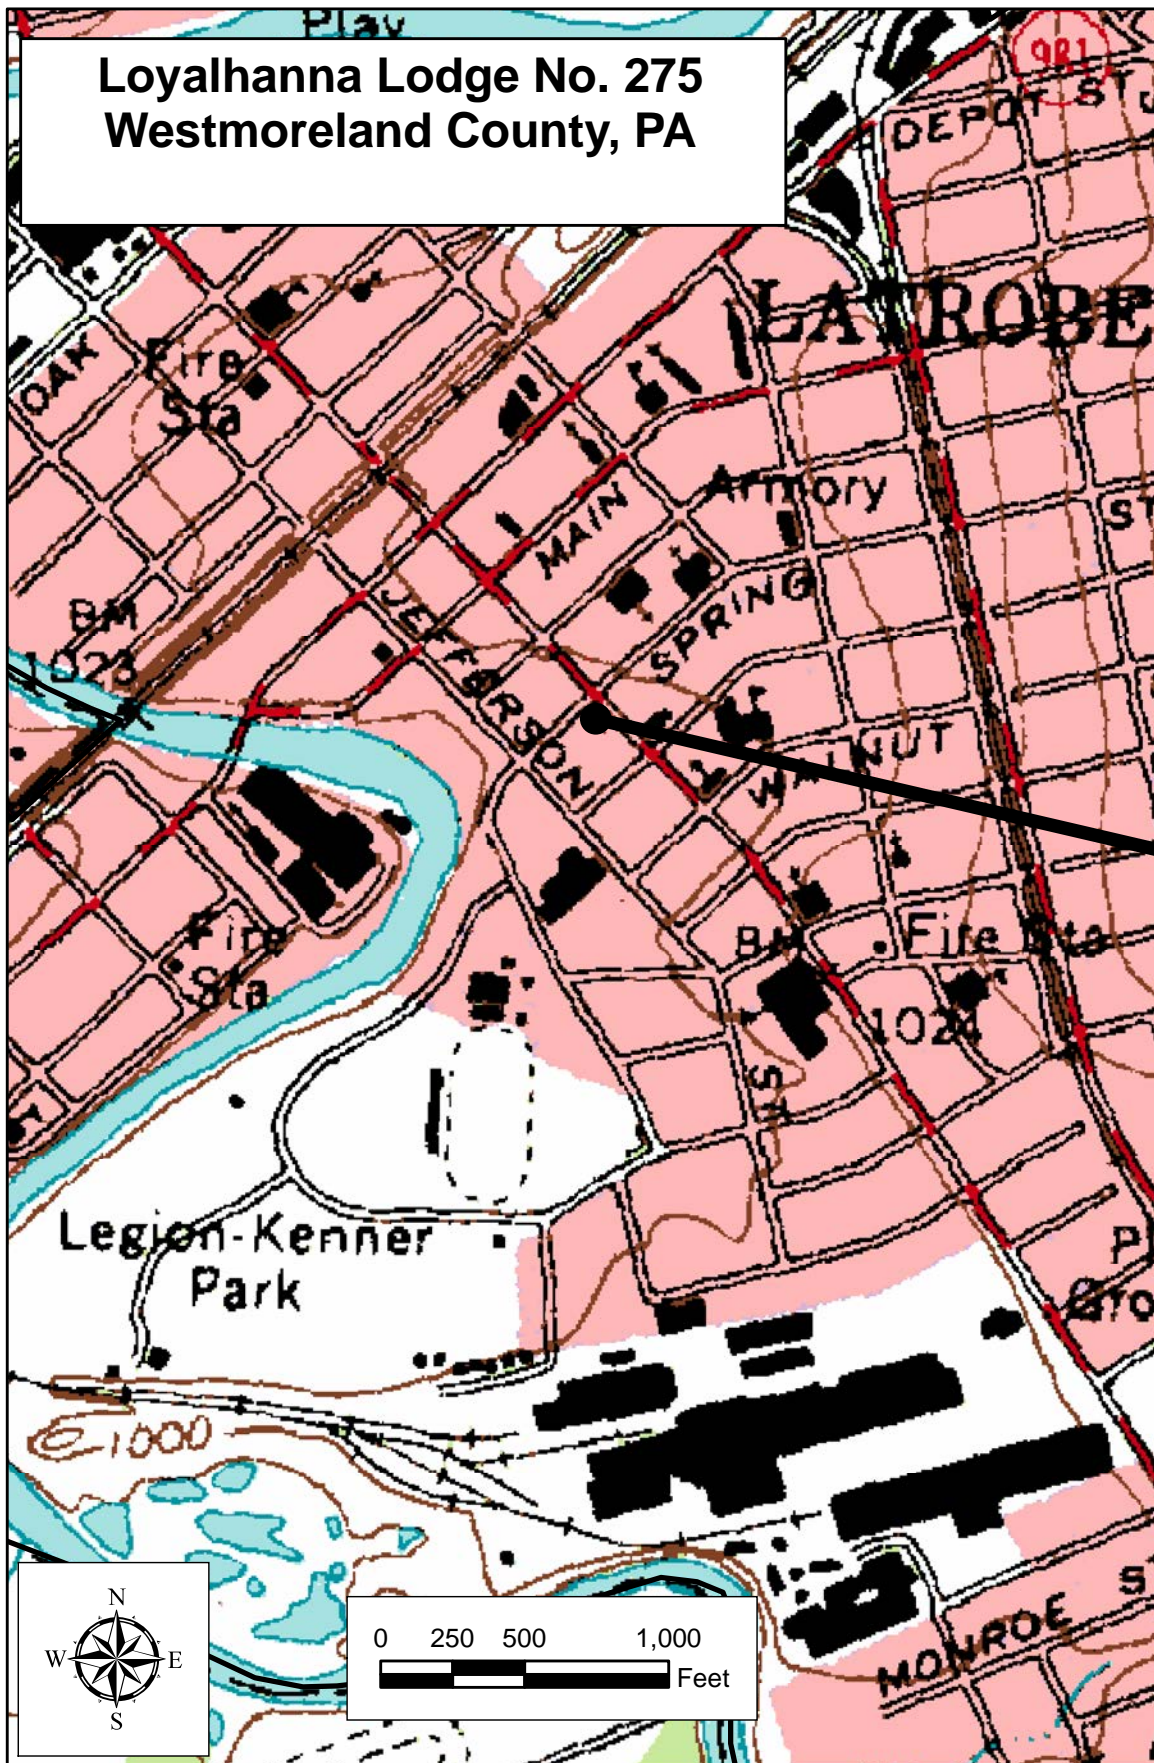 Play
Loyalhanna Lodge No. 275
Westmoreland County, PA
981
DEPOT ST
LATROBE
OAK
Fire
Sta
Armory
MAIN
ST
BM
1023
JEFFERSON
SPRING
WALNUT
Fire
Sta
BM
1024
Fire Sta
ST
Legion-Kenner
Park
Pl
Gro
1000
N
W E
S
0 250 500 1,000
Feet
MONROE S